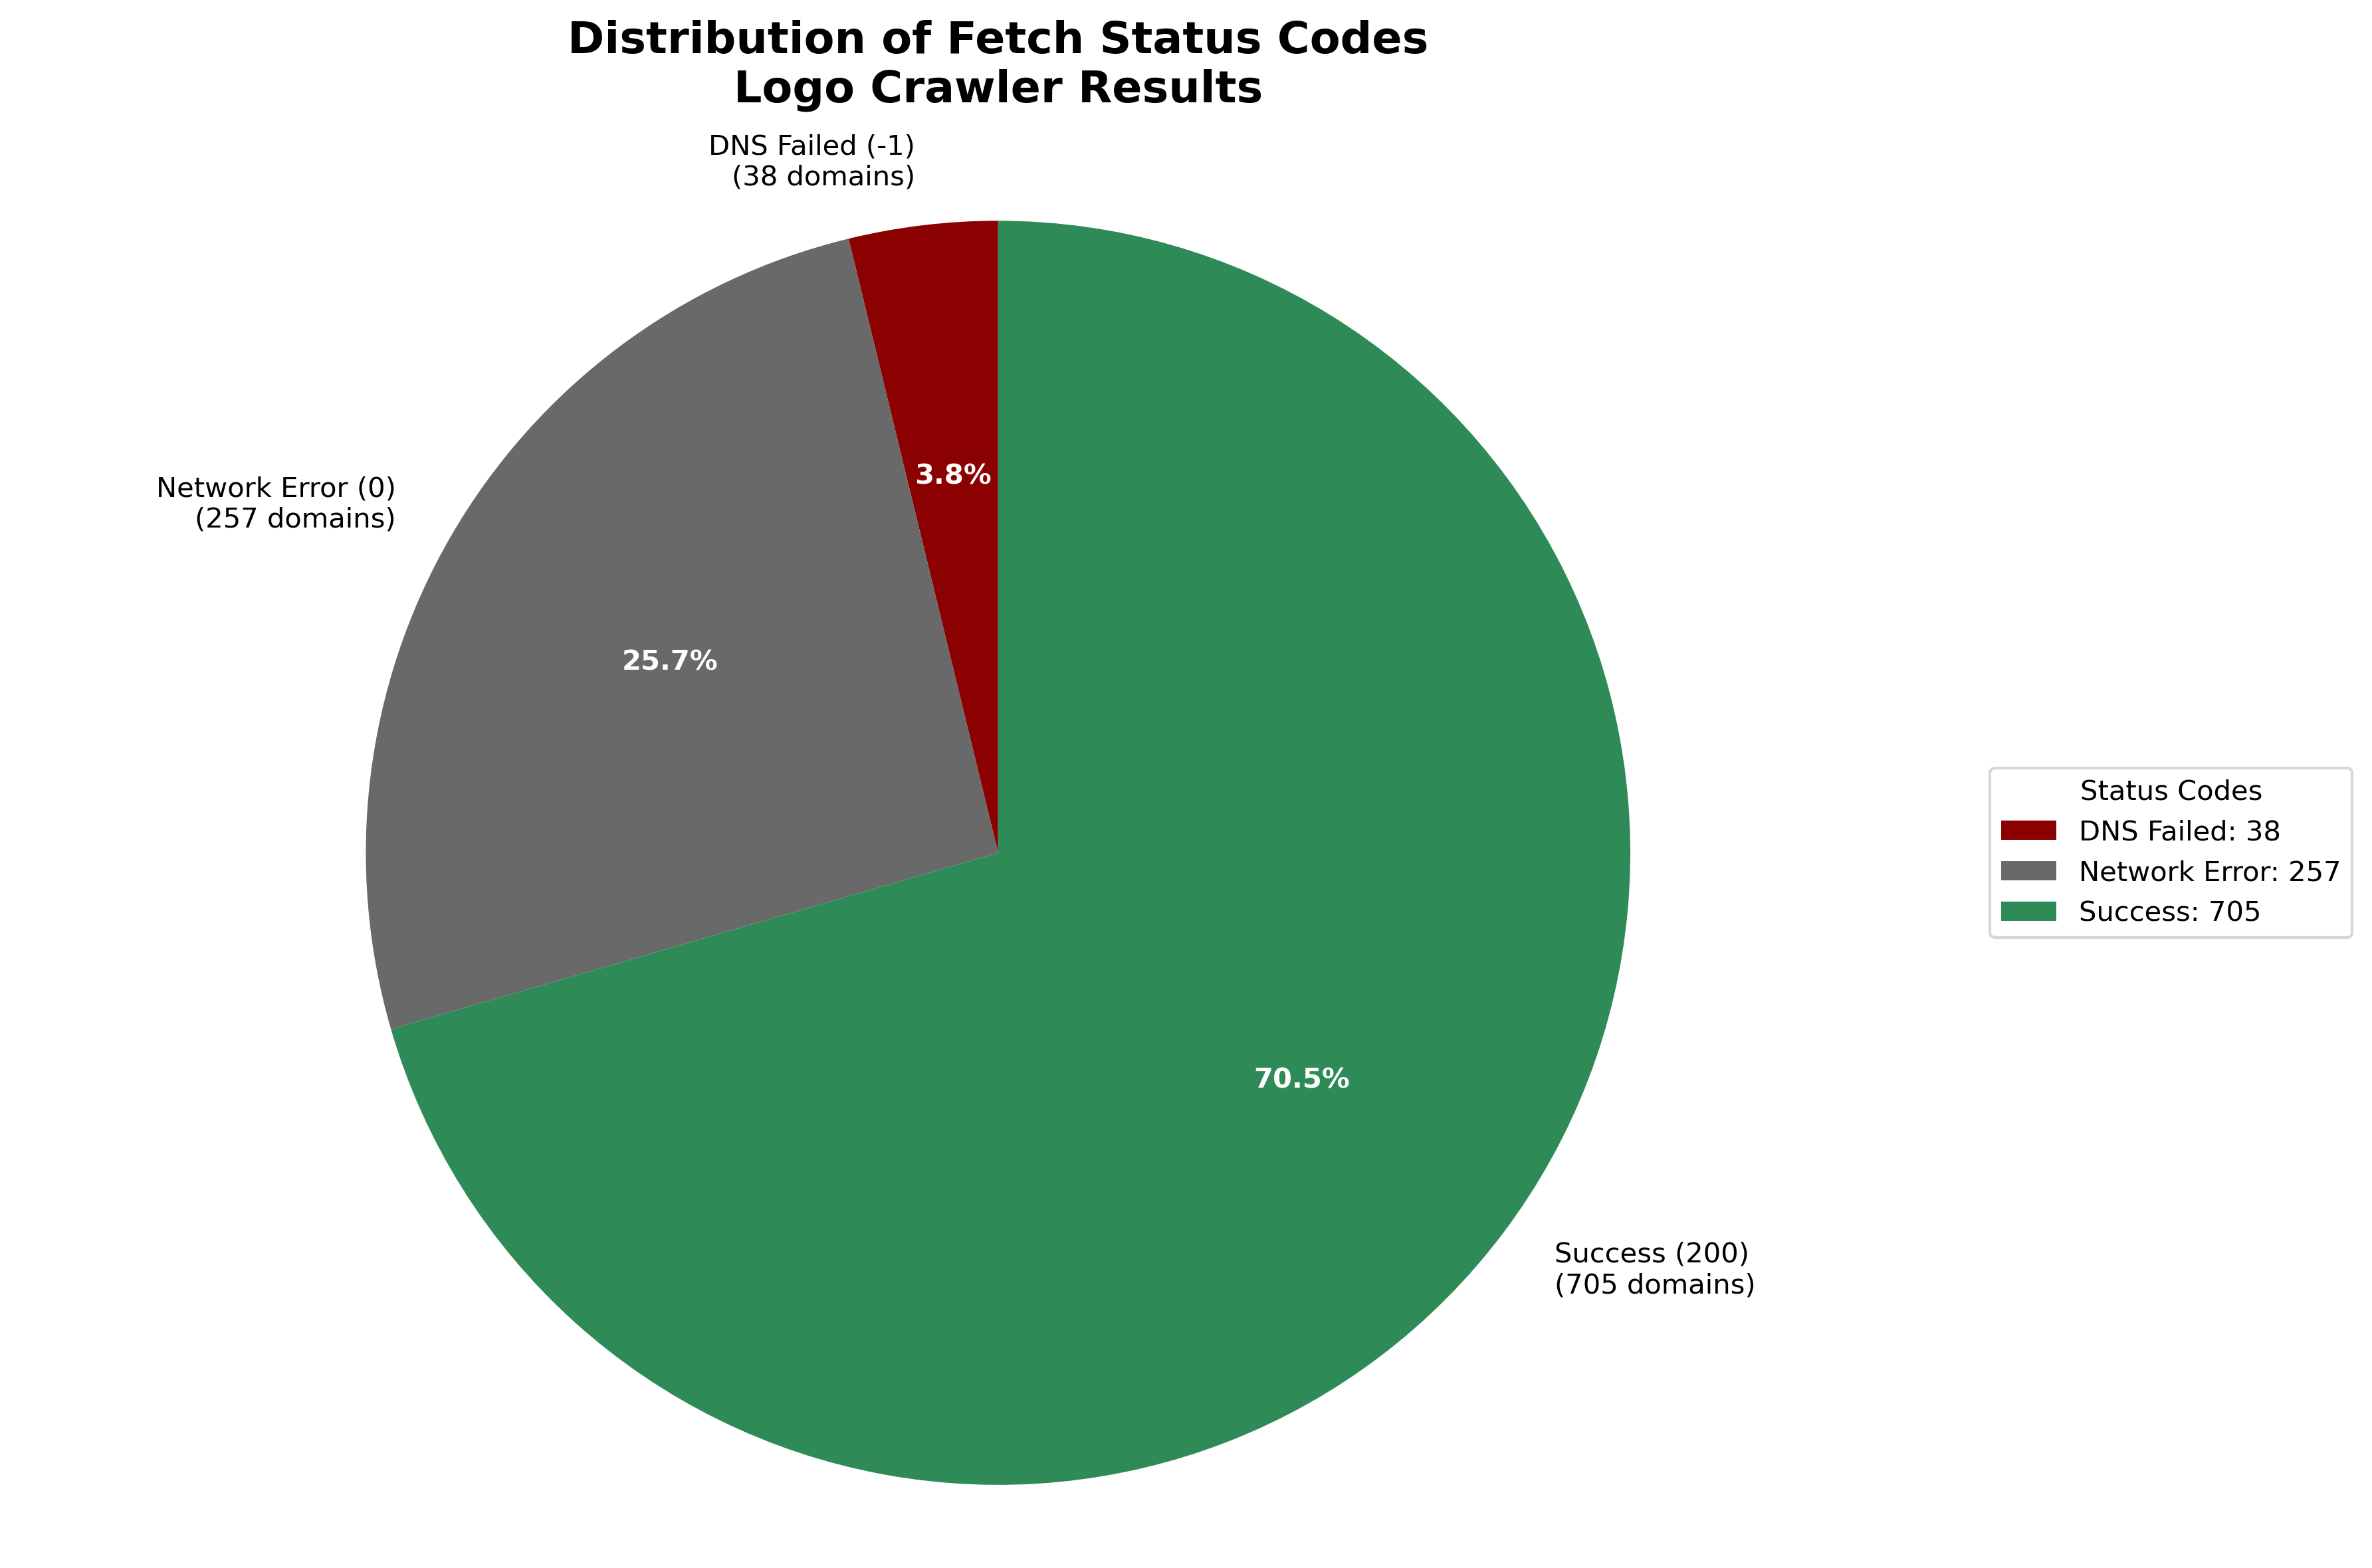 Distribution of Fetch Status Codes
Logo Crawler Results
DNS Failed (-1)
(38 domains)
3.8%
Network Error (0)
(257 domains)
25.7%
Status Codes
DNS Failed: 38
Network Error: 257
Success: 705
70.5%
Success (200)
(705 domains)